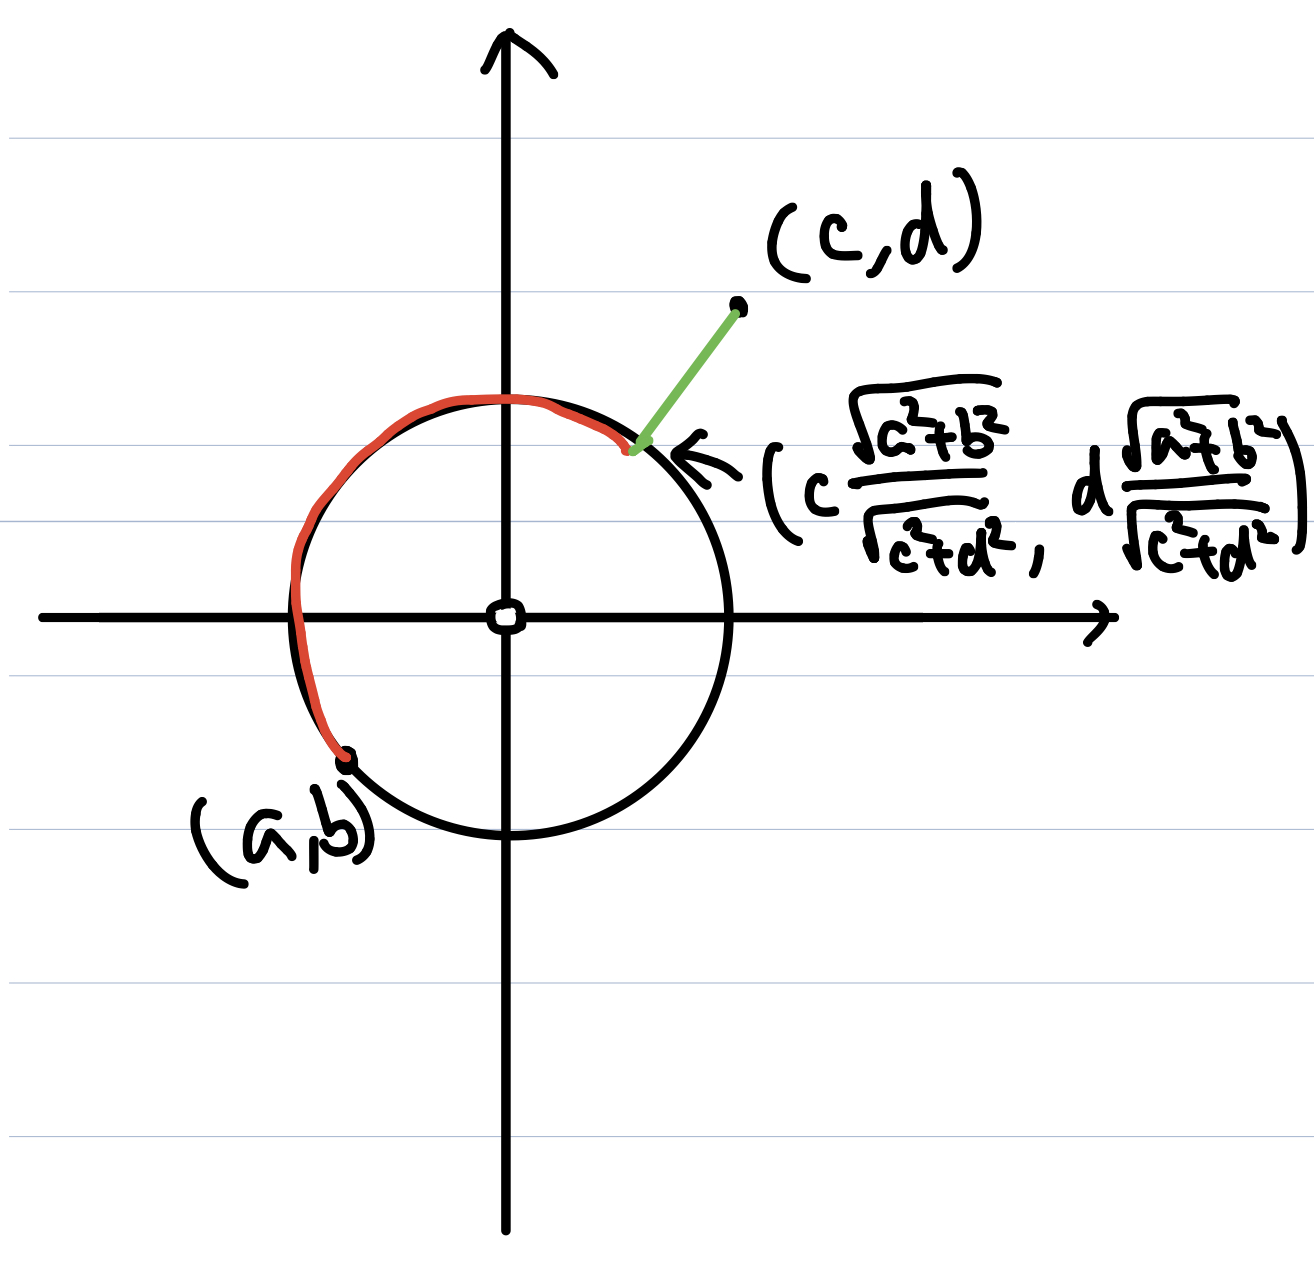 (c,d)
(c √(a²+b²)/√(c²+d²), d √(a²+b²)/√(c²+d²))
(a,b)